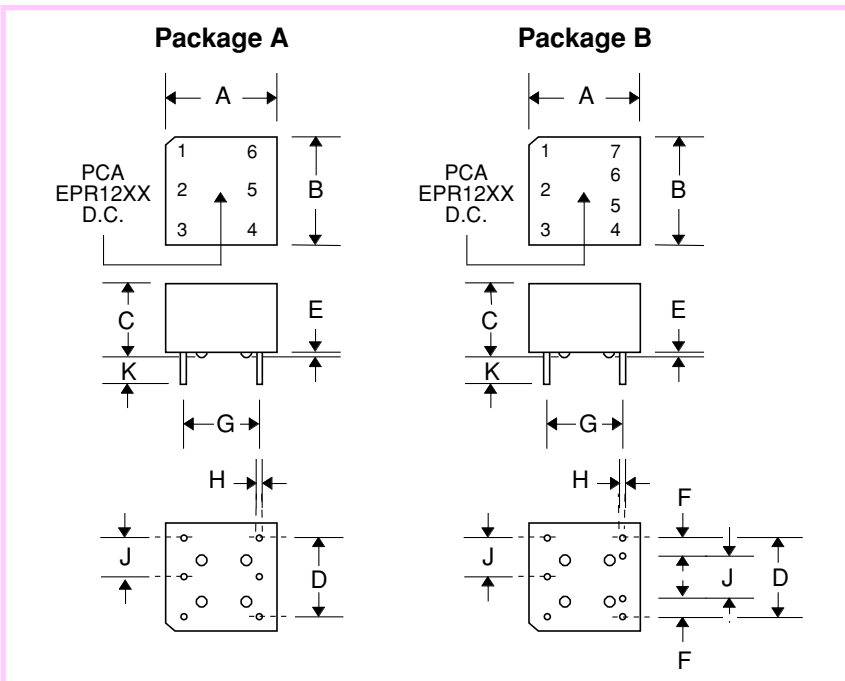 Package A
A
1 6
2 5
3 4
PCA
EPR12XX
D.C.
B
C
E
K
G
H
J
D
Package B
A
1 7
6
2
5
3 4
PCA
EPR12XX
D.C.
B
C
E
K
G
H
F
J
J
D
F